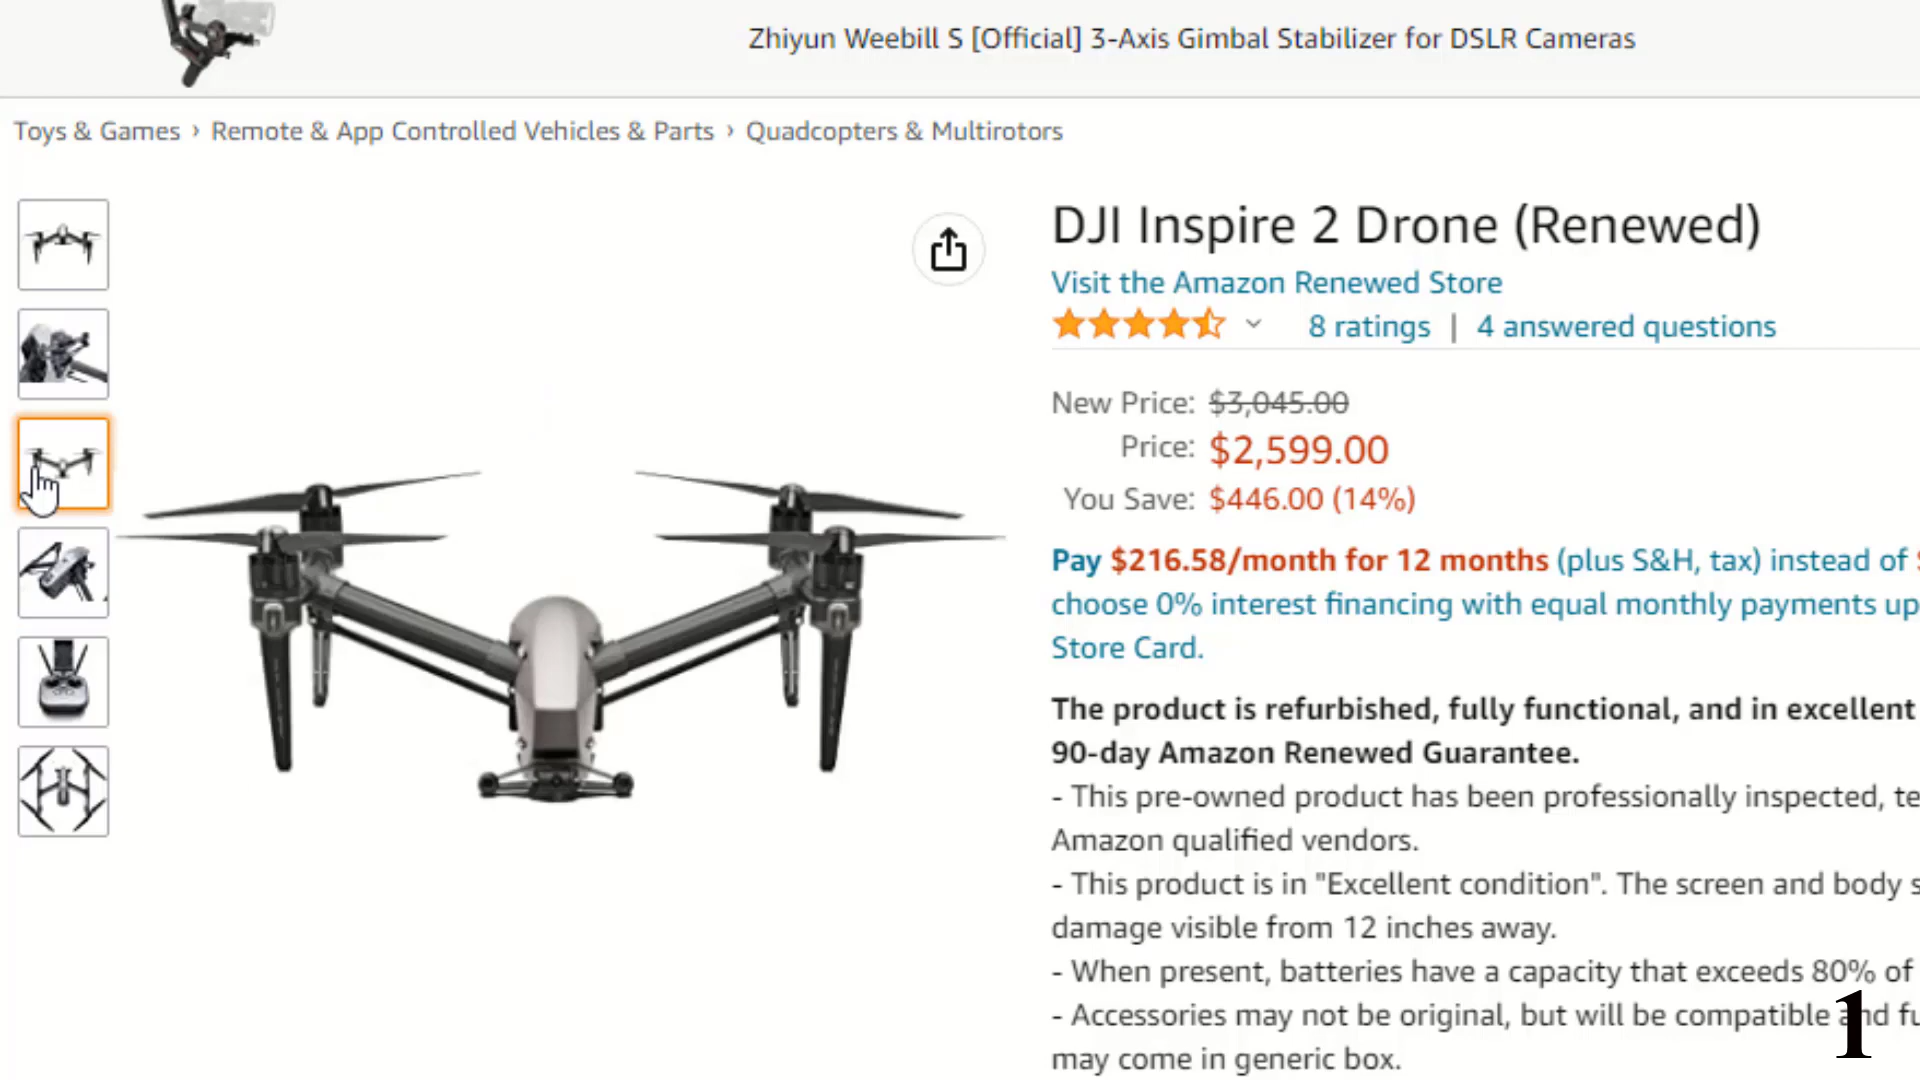 Zhiyun Weebill S [Official] 3-Axis Gimbal Stabilizer for DSLR Cameras
Toys & Games › Remote & App Controlled Vehicles & Parts › Quadcopters & Multirotors
DJI Inspire 2 Drone (Renewed)
Visit the Amazon Renewed Store
8 ratings | 4 answered questions
New Price: $3,045.00
Price: $2,599.00
You Save: $446.00 (14%)
Pay $216.58/month for 12 months (plus S&H, tax) instead of
choose 0% interest financing with equal monthly payments up
Store Card.
The product is refurbished, fully functional, and in excellent
90-day Amazon Renewed Guarantee.
- This pre-owned product has been professionally inspected, te
Amazon qualified vendors.
- This product is in "Excellent condition". The screen and body s
damage visible from 12 inches away.
- When present, batteries have a capacity that exceeds 80% of
- Accessories may not be original, but will be compatible and fu
may come in generic box.
1